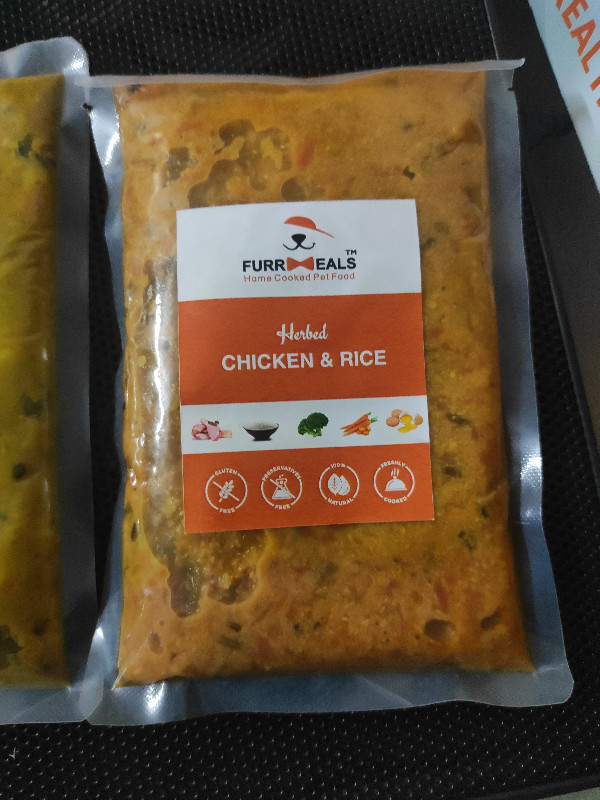 FURRMEALS™
Home Cooked Pet Food
Herbed
CHICKEN & RICE
GLUTEN FREE
PRESERVATIVES FREE
100% NATURAL
FRESHLY COOKED